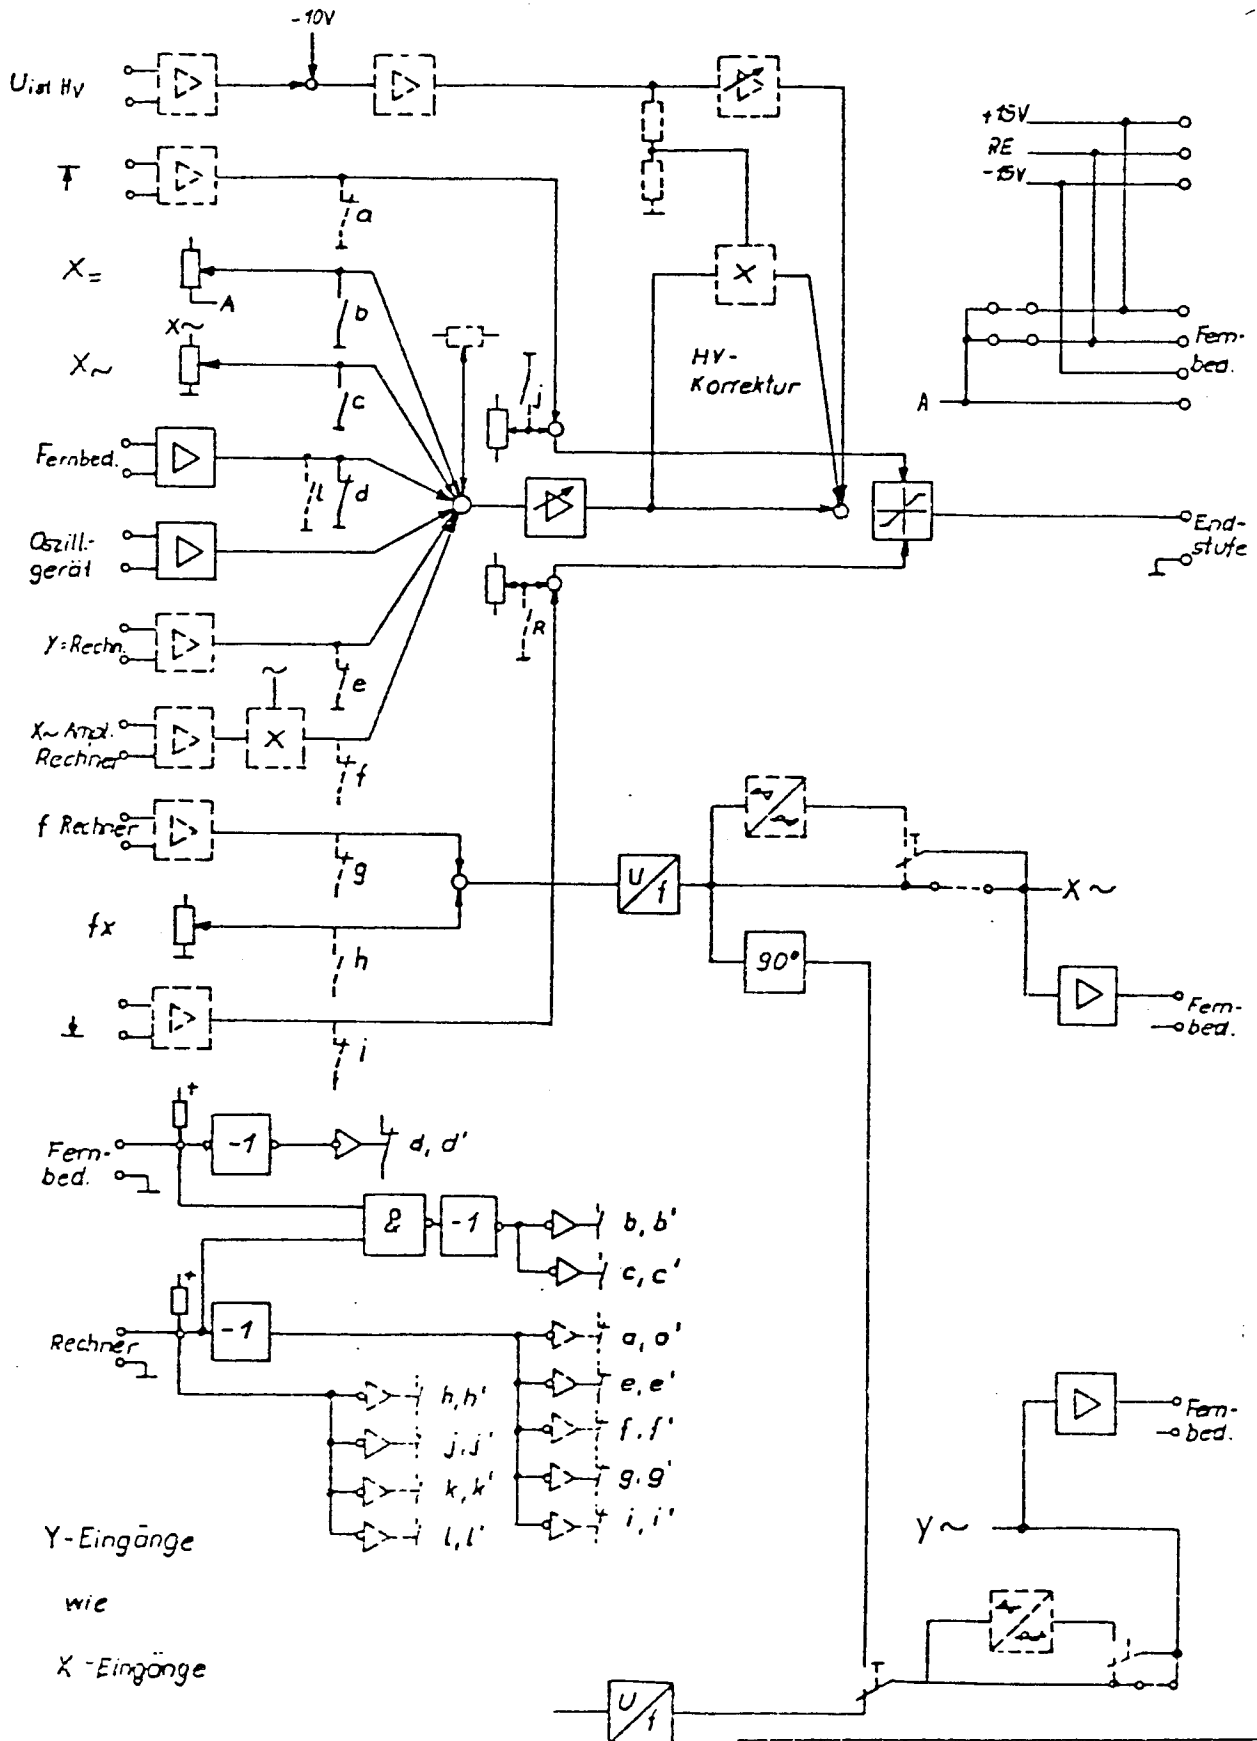 -10V
Uist HV
a
X=
A
b
X~
X~
c
Fernbed.
l
d
Oszill.-
gerät
Y=Rechn.
e
~
X~ Ampl.
Rechner
X
f
f Rechner
g
fx
h
i
j
HV-
Korrektur
X
R
+15V
RE
-15V
Fern-
bed.
A
End-
stufe
U/f
90°
X~
Fern-
bed.
+
Fern-
bed.
-1
d, d'
&
-1
b, b'
c, c'
+
Rechner
-1
a, a'
h, h'
e, e'
j, j'
f, f'
k, k'
g, g'
l, l'
i, i'
Y-Eingänge
wie
X-Eingänge
Fern-
bed.
Y~
U/f